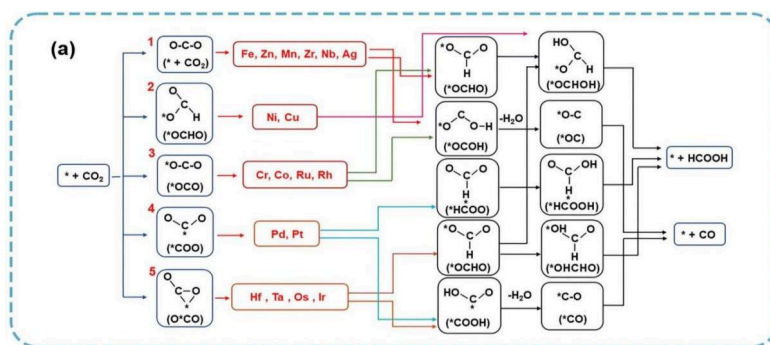 (a)
* + CO2
1
O-C-O
(* + CO2)
Fe, Zn, Mn, Zr, Nb, Ag
2
O
*O C H
(*OCHO)
Ni, Cu
3
*O-C-O
(*OCO)
Cr, Co, Ru, Rh
4
O C O
*
(*COO)
Pd, Pt
5
O
C-O
*
(O*CO)
Hf , Ta , Os , Ir
*O C O
H
(*OCHO)
*O C O-H
(*OCOH)
-H2O
O C O
H
*
(*HCOO)
*O C O
H
(*OCHO)
HO C O
*
(*COOH)
-H2O
HO
*O C H
(*OCHOH)
*O-C
(*OC)
O C OH
H
*
(*HCOOH)
*OH C O
H
(*OHCHO)
*C-O
(*CO)
* + HCOOH
* + CO